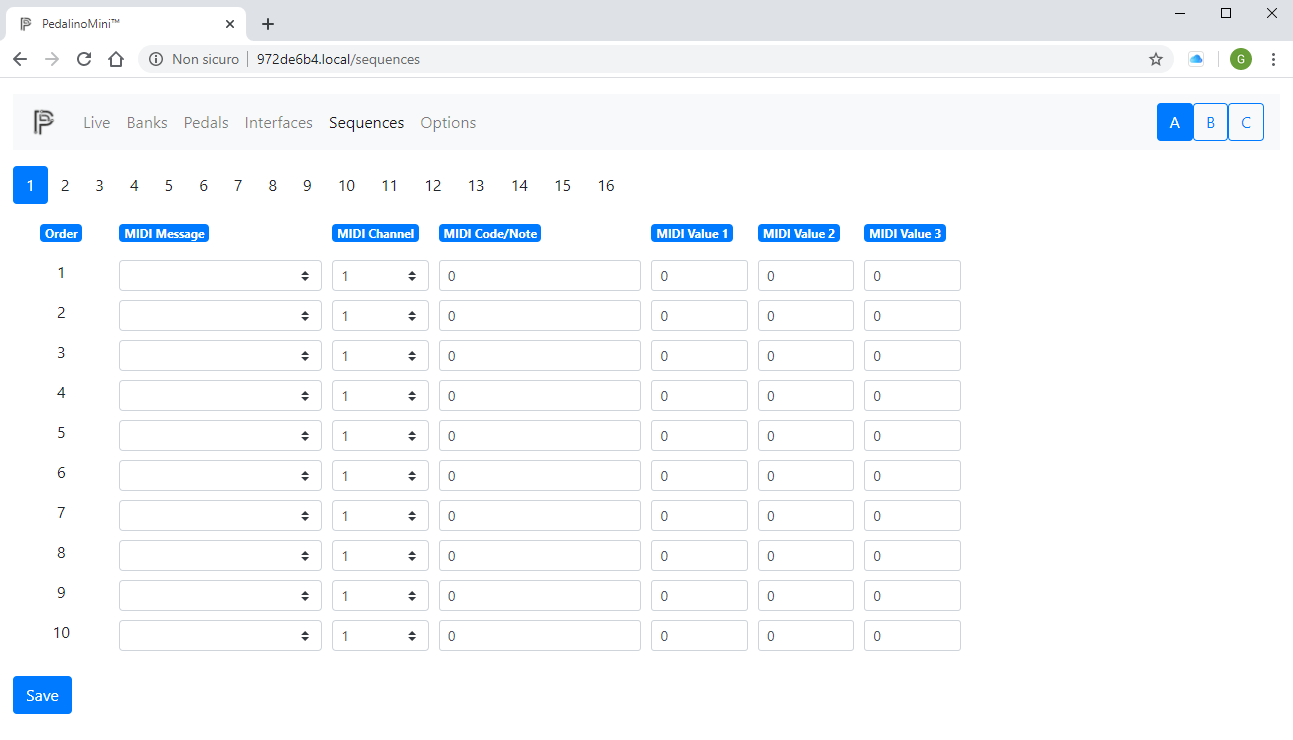 PedalinoMini™
Non sicuro | 972de6b4.local/sequences
G
Live Banks Pedals Interfaces Sequences Options A B C
1 2 3 4 5 6 7 8 9 10 11 12 13 14 15 16
Order MIDI Message MIDI Channel MIDI Code/Note MIDI Value 1 MIDI Value 2 MIDI Value 3
1 1 0 0 0 0
2 1 0 0 0 0
3 1 0 0 0 0
4 1 0 0 0 0
5 1 0 0 0 0
6 1 0 0 0 0
7 1 0 0 0 0
8 1 0 0 0 0
9 1 0 0 0 0
10 1 0 0 0 0
Save